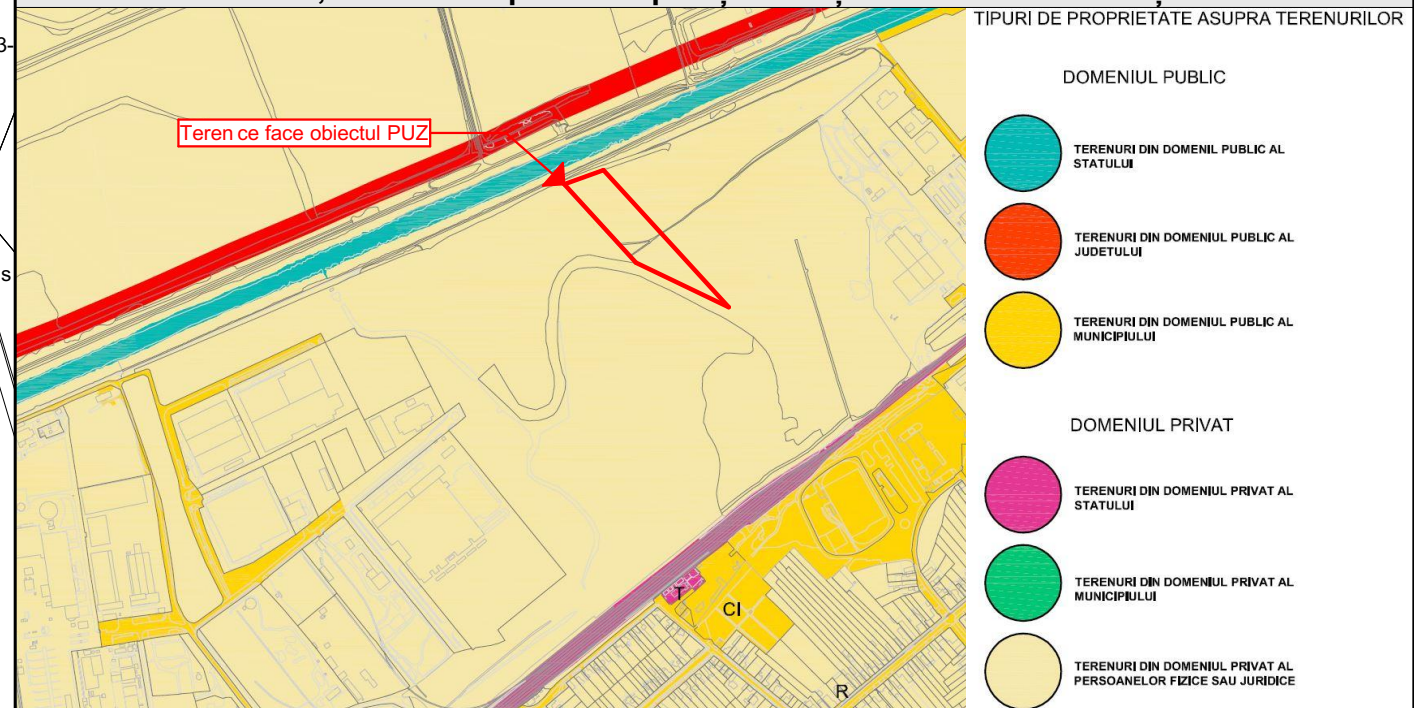 TIPURI DE PROPRIETATE ASUPRA TERENURILOR
DOMENIUL PUBLIC
Teren ce face obiectul PUZ
TERENURI DIN DOMENIL PUBLIC AL
STATULUI
TERENURI DIN DOMENIUL PUBLIC AL
JUDETULUI
TERENURI DIN DOMENIUL PUBLIC AL
MUNICIPIULUI
DOMENIUL PRIVAT
TERENURI DIN DOMENIUL PRIVAT AL
STATULUI
TERENURI DIN DOMENIUL PRIVAT AL
MUNICIPIULUI
TERENURI DIN DOMENIUL PRIVAT AL
PERSOANELOR FIZICE SAU JURIDICE
T
CI
R
s